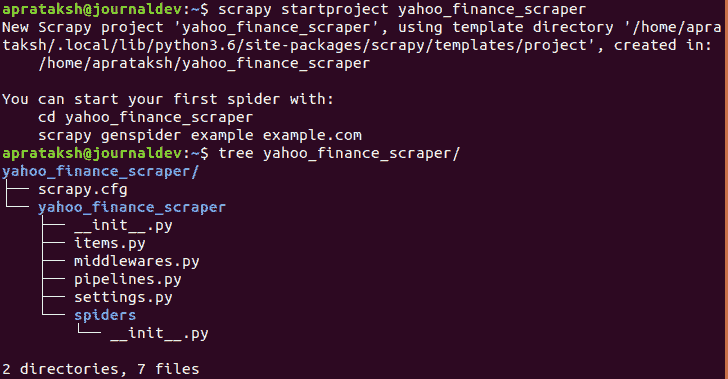 aprataksh@journaldev:~$ scrapy startproject yahoo_finance_scraper
New Scrapy project 'yahoo_finance_scraper', using template directory '/home/apra
taksh/.local/lib/python3.6/site-packages/scrapy/templates/project', created in:
    /home/aprataksh/yahoo_finance_scraper

You can start your first spider with:
    cd yahoo_finance_scraper
    scrapy genspider example example.com
aprataksh@journaldev:~$ tree yahoo_finance_scraper/
yahoo_finance_scraper/
├── scrapy.cfg
└── yahoo_finance_scraper
    ├── __init__.py
    ├── items.py
    ├── middlewares.py
    ├── pipelines.py
    ├── settings.py
    └── spiders
        └── __init__.py

2 directories, 7 files